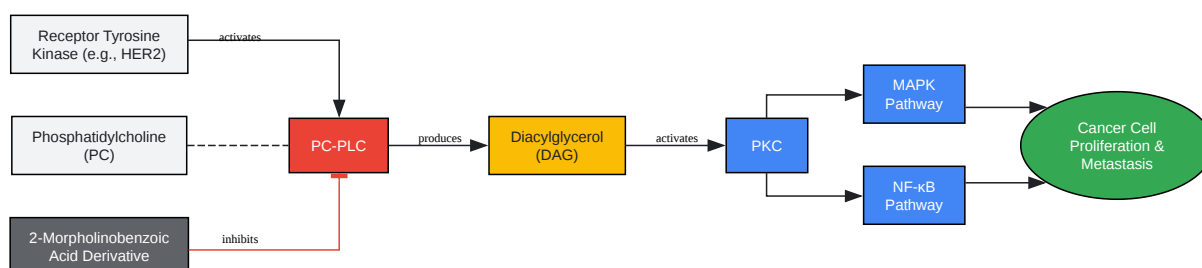 Receptor Tyrosine
Kinase (e.g., HER2)
activates
Phosphatidylcholine
(PC)
PC-PLC
produces
Diacylglycerol
(DAG)
activates
PKC
MAPK
Pathway
NF-κB
Pathway
Cancer Cell
Proliferation &
Metastasis
2-Morpholinobenzoic
Acid Derivative
inhibits